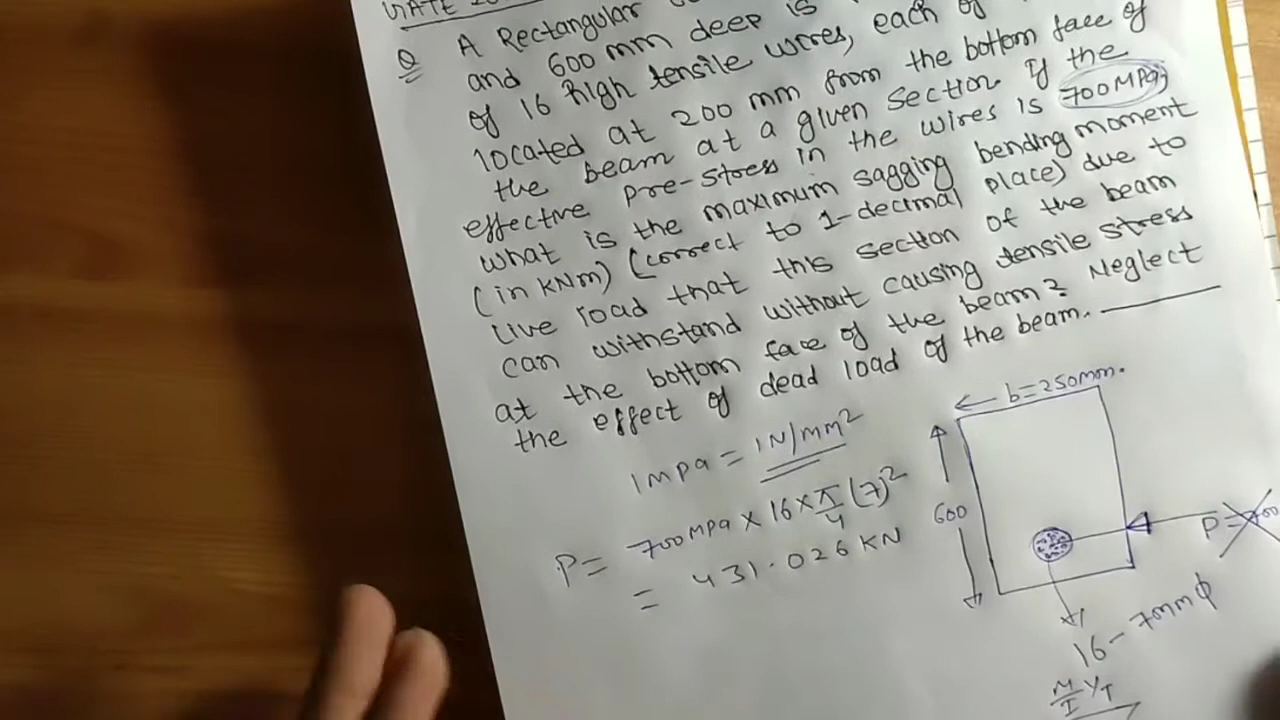 GATE
Q A Rectangular
and 600 mm deep is
of 16 high tensile wires, each of
located at 200 mm from the bottom face of
the beam at a given section if the
effective pre-stress in the wires is 700MPa,
what is the maximum sagging bending moment
(in kNm) (correct to 1-decimal place) due to
live load that this section of the beam
can withstand without causing tensile stress
at the bottom face of the beam? Neglect
the effect of dead load of the beam.
1MPa = 1N/mm²
P = 700MPa × 16 × π/4 (7)²
= 431.026 KN
b = 250mm.
600
16 - 7mm φ
M/I Y_T